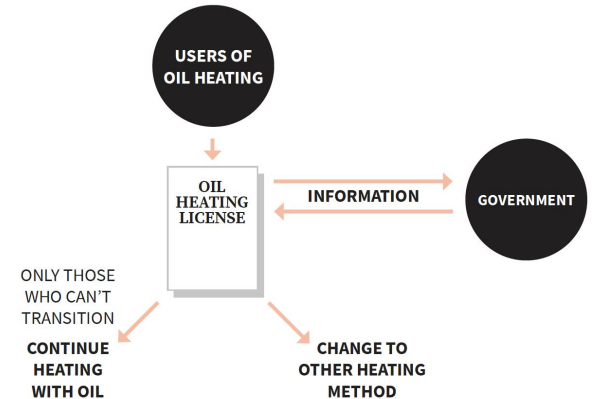 USERS OF
OIL HEATING
OIL
HEATING
LICENSE
INFORMATION
GOVERNMENT
ONLY THOSE
WHO CAN’T
TRANSITION
CONTINUE
HEATING
WITH OIL
CHANGE TO
OTHER HEATING
METHOD